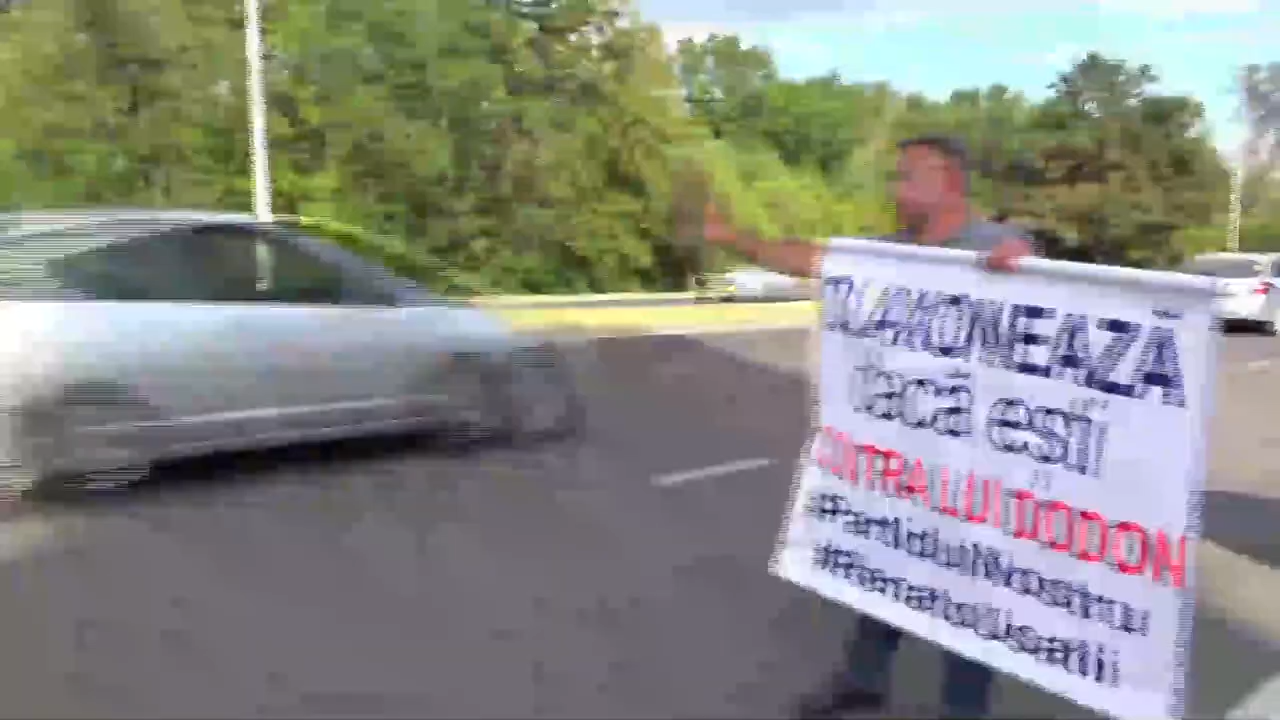 CLAXONEAZĂ
dacă ești
CONTRA LUI DODON
#PartidulNostru
#RenatoUsatii